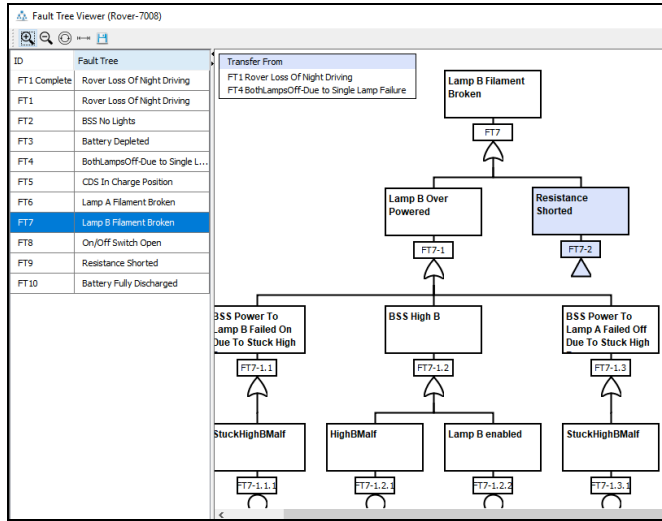 Fault Tree Viewer (Rover-7008)
ID Fault Tree
FT1 Complete Rover Loss Of Night Driving
FT1 Rover Loss Of Night Driving
FT2 BSS No Lights
FT3 Battery Depleted
FT4 BothLampsOff-Due to Single L...
FT5 CDS In Charge Position
FT6 Lamp A Filament Broken
FT7 Lamp B Filament Broken
FT8 On/Off Switch Open
FT9 Resistance Shorted
FT10 Battery Fully Discharged
Transfer From
FT1 Rover Loss Of Night Driving
FT4 BothLampsOff-Due to Single Lamp Failure
Lamp B Filament
Broken
FT7
Lamp B Over
Powered
FT7-1
Resistance
Shorted
FT7-2
BSS Power To
Lamp B Failed On
Due To Stuck High
FT7-1.1
BSS High B
FT7-1.2
BSS Power To
Lamp A Failed Off
Due To Stuck High
FT7-1.3
StuckHighBMalf
FT7-1.1.1
HighBMalf
FT7-1.2.1
Lamp B enabled
FT7-1.2.2
StuckHighBMalf
FT7-1.3.1